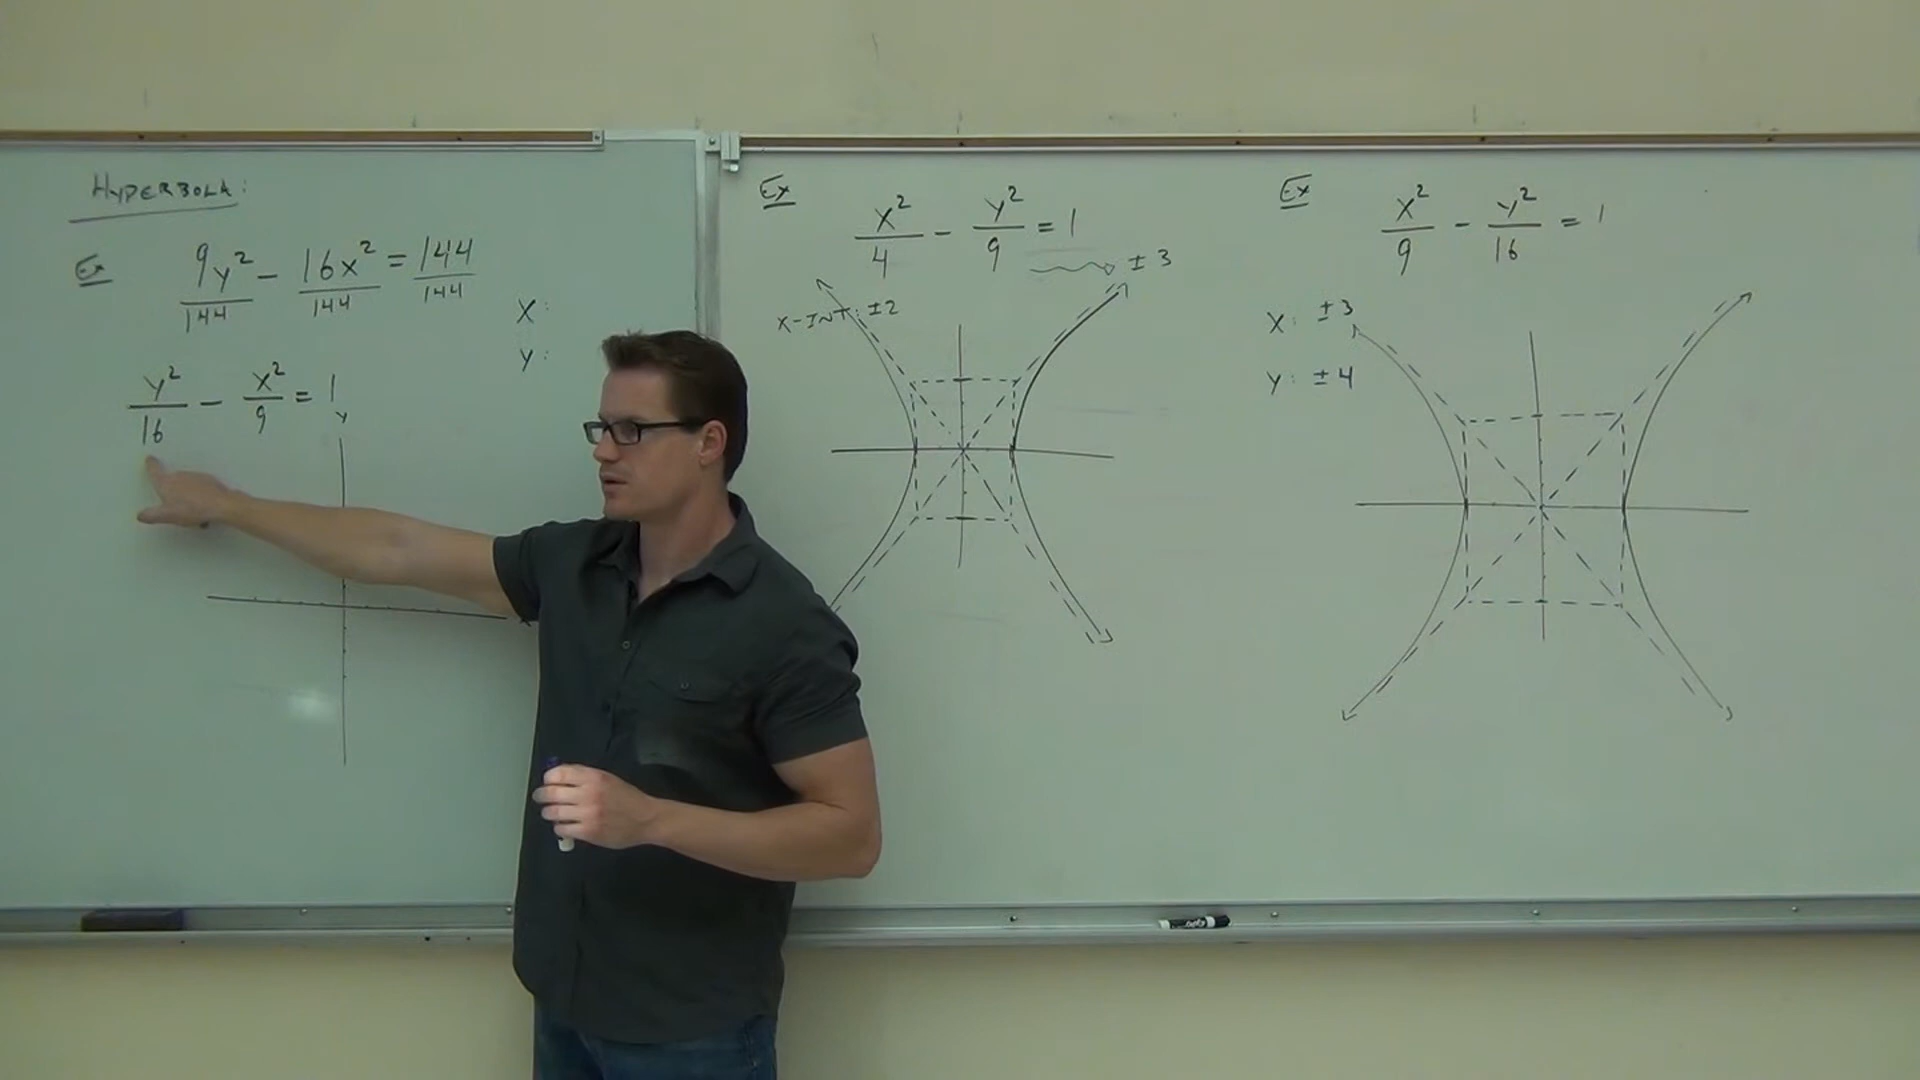 HYPERBOLA:
Ex
9y²/144 - 16x²/144 = 144/144
X:
Y:
y²/16 - x²/9 = 1
y
x
Ex
x²/4 - y²/9 = 1
± 3
X-INT: ±2
Ex
x²/9 - y²/16 = 1
X: ±3
Y: ±4
EXPO